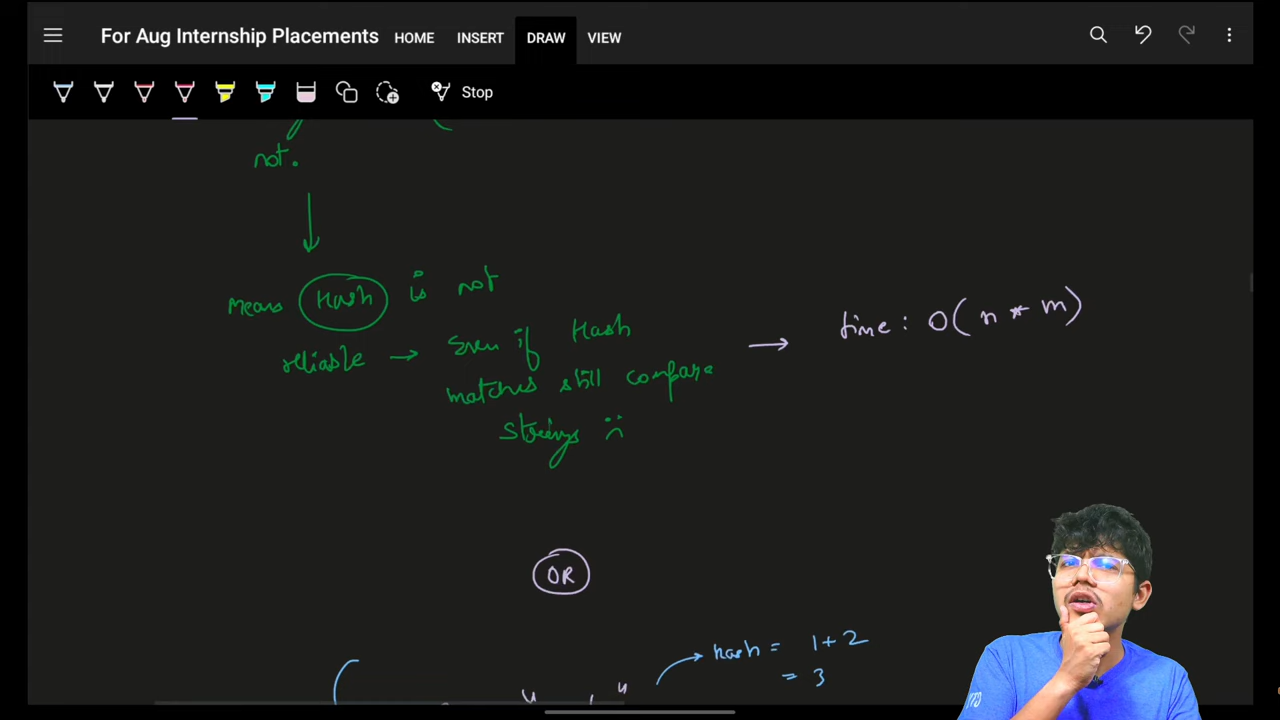 For Aug Internship Placements HOME INSERT DRAW VIEW
Stop
not.
Means Hash is not
reliable → Even if Hash
matches still compare
strings
→ time: O(n * m)
OR
hash = 1+2
= 3